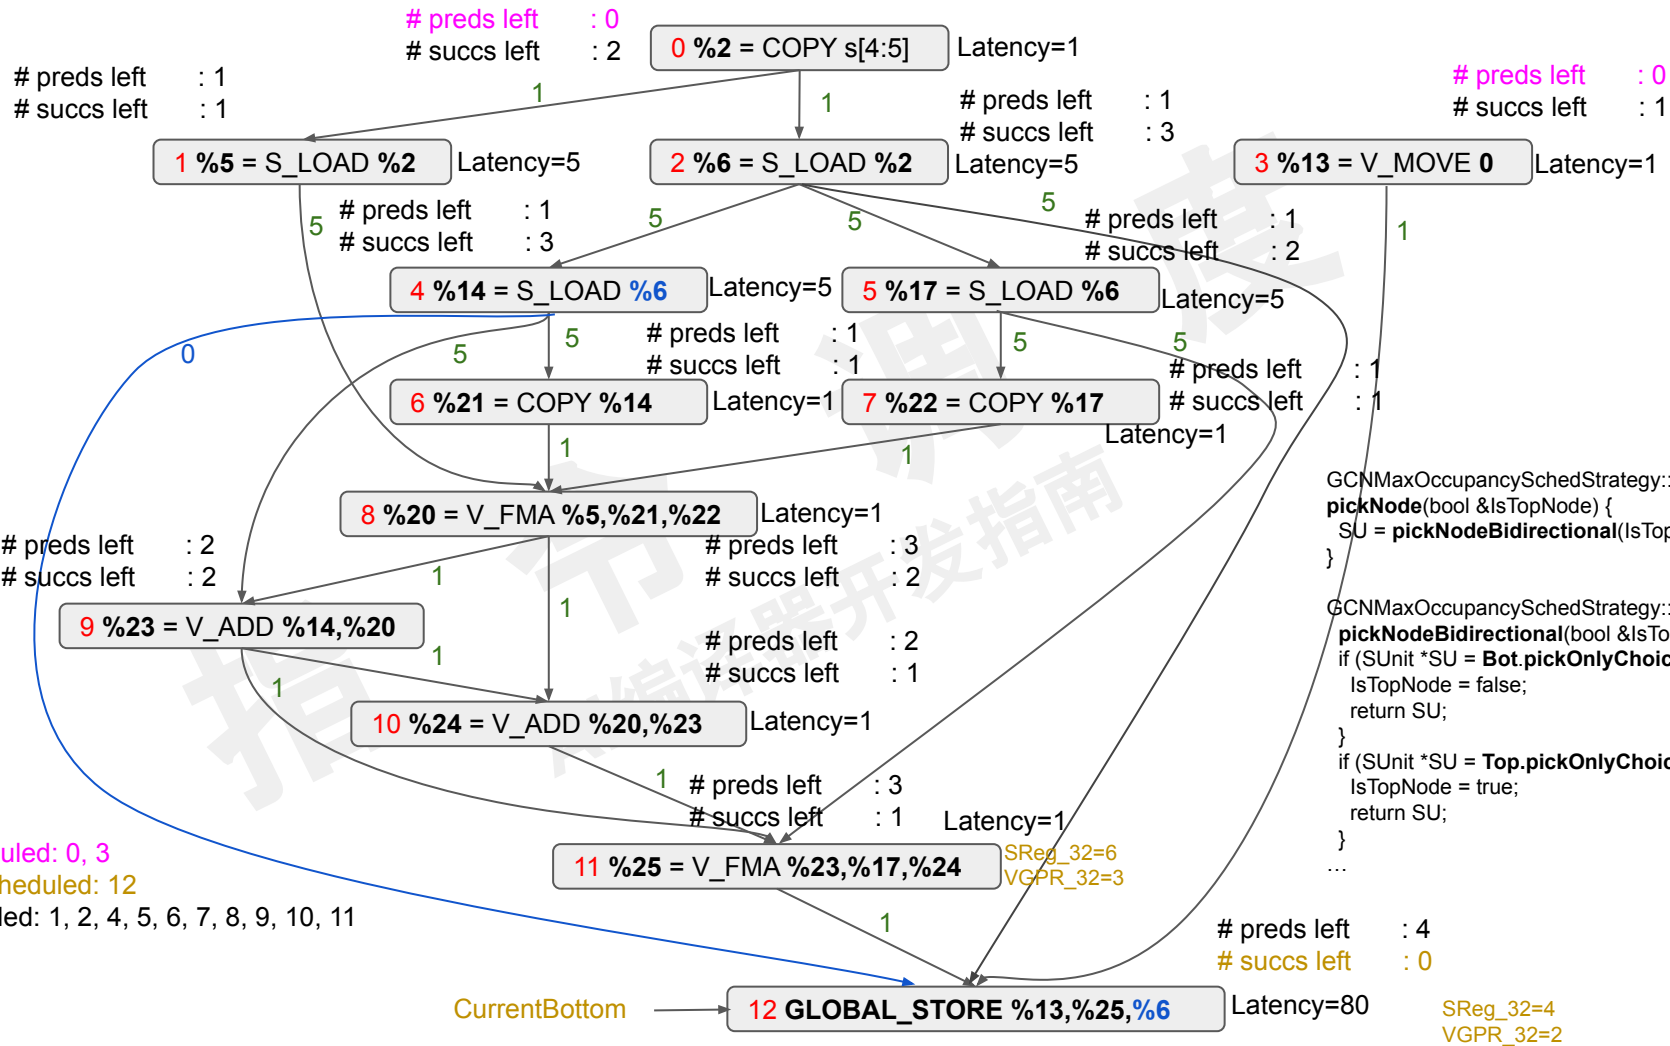 # preds left : 0
# succs left : 2
0 %2 = COPY s[4:5]
Latency=1
# preds left : 1
# succs left : 1
# preds left : 0
# succs left : 1
1
1
# preds left : 1
# succs left : 3
1 %5 = S_LOAD %2
Latency=5
2 %6 = S_LOAD %2
Latency=5
3 %13 = V_MOVE 0
Latency=1
# preds left : 1
# succs left : 3
5
5
5
5
# preds left : 1
# succs left : 2
1
4 %14 = S_LOAD %6
Latency=5
5 %17 = S_LOAD %6
Latency=5
0
5
5
# preds left : 1
# succs left : 1
5
5
# preds left : 1
# succs left : 1
6 %21 = COPY %14
Latency=1
7 %22 = COPY %17
Latency=1
1
1
8 %20 = V_FMA %5,%21,%22
Latency=1
# preds left : 2
# succs left : 2
# preds left : 3
# succs left : 2
1
1
9 %23 = V_ADD %14,%20
# preds left : 2
# succs left : 1
1
1
10 %24 = V_ADD %20,%23
Latency=1
1
# preds left : 3
# succs left : 1
Latency=1
11 %25 = V_FMA %23,%17,%24
SReg_32=6
VGPR_32=3
1
GCNMaxOccupancySchedStrategy::
pickNode(bool &IsTopNode) {
SU = pickNodeBidirectional(IsTop
}
GCNMaxOccupancySchedStrategy::
pickNodeBidirectional(bool &IsTo
if (SUnit *SU = Bot.pickOnlyChoic
IsTopNode = false;
return SU;
}
if (SUnit *SU = Top.pickOnlyChoic
IsTopNode = true;
return SU;
}
…
uled: 0, 3
heduled: 12
led: 1, 2, 4, 5, 6, 7, 8, 9, 10, 11
# preds left : 4
# succs left : 0
CurrentBottom
12 GLOBAL_STORE %13,%25,%6
Latency=80
SReg_32=4
VGPR_32=2
指令调度
编译器开发指南